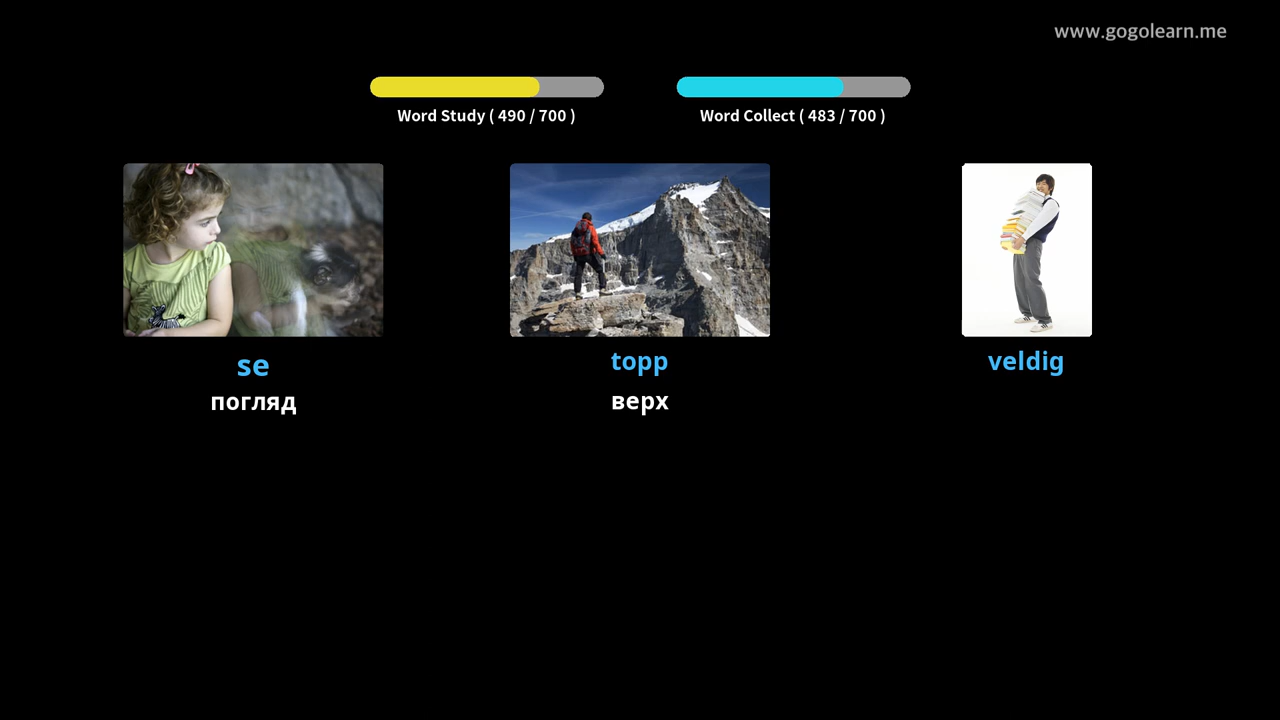 www.gogolearn.me
Word Study ( 490 / 700 )
Word Collect ( 483 / 700 )
se
погляд
topp
верх
veldig